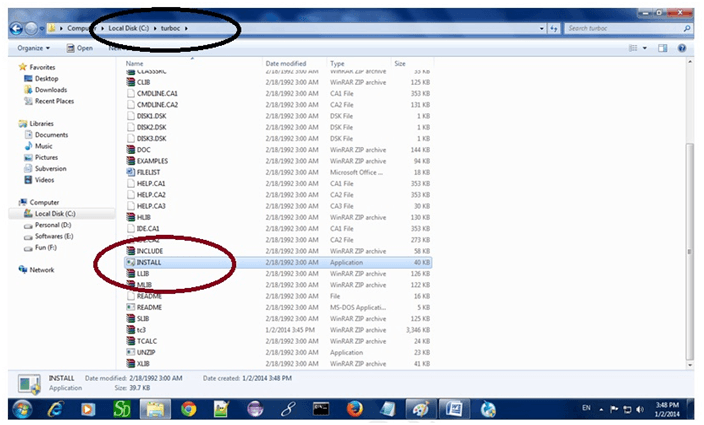 Computer ▸ Local Disk (C:) ▸ turboc ▸
Search turboc
Organize ▾ Open
Name Date modified Type Size
Favorites
Desktop
Downloads
Recent Places
Libraries
Documents
Music
Pictures
Subversion
Videos
Computer
Local Disk (C:)
Personal (D:)
Softwares (E:)
Fun (F:)
Network
CLASSSRC 2/18/1992 3:00 AM WinRAR ZIP archive 53 KB
CLIB 2/18/1992 3:00 AM WinRAR ZIP archive 125 KB
CMDLINE.CA1 2/18/1992 3:00 AM CA1 File 353 KB
CMDLINE.CA2 2/18/1992 3:00 AM CA2 File 131 KB
DISK1.DSK 2/18/1992 3:00 AM DSK File 1 KB
DISK2.DSK 2/18/1992 3:00 AM DSK File 1 KB
DISK3.DSK 2/18/1992 3:00 AM DSK File 1 KB
DOC 2/18/1992 3:00 AM WinRAR ZIP archive 144 KB
EXAMPLES 2/18/1992 3:00 AM WinRAR ZIP archive 94 KB
FILELIST 2/18/1992 3:00 AM Microsoft Office ... 18 KB
HELP.CA1 2/18/1992 3:00 AM CA1 File 353 KB
HELP.CA2 2/18/1992 3:00 AM CA2 File 353 KB
HELP.CA3 2/18/1992 3:00 AM CA3 File 30 KB
HLIB 2/18/1992 3:00 AM WinRAR ZIP archive 130 KB
IDE.CA1 2/18/1992 3:00 AM CA1 File 353 KB
IDE.CA2 2/18/1992 3:00 AM CA2 File 273 KB
INCLUDE 2/18/1992 3:00 AM WinRAR ZIP archive 58 KB
INSTALL 2/18/1992 3:00 AM Application 40 KB
LLIB 2/18/1992 3:00 AM WinRAR ZIP archive 126 KB
MLIB 2/18/1992 3:00 AM WinRAR ZIP archive 122 KB
README 2/18/1992 3:00 AM File 16 KB
README 2/18/1992 3:00 AM MS-DOS Applicati... 5 KB
SLIB 2/18/1992 3:00 AM WinRAR ZIP archive 125 KB
tc3 1/2/2014 3:45 PM WinRAR ZIP archive 3,346 KB
TCALC 2/18/1992 3:00 AM WinRAR ZIP archive 24 KB
UNZIP 2/18/1992 3:00 AM Application 23 KB
XLIB 2/18/1992 3:00 AM WinRAR ZIP archive 41 KB
INSTALL Date modified: 2/18/1992 3:00 AM Date created: 1/2/2014 3:48 PM
Application Size: 39.7 KB
EN
3:48 PM
1/2/2014